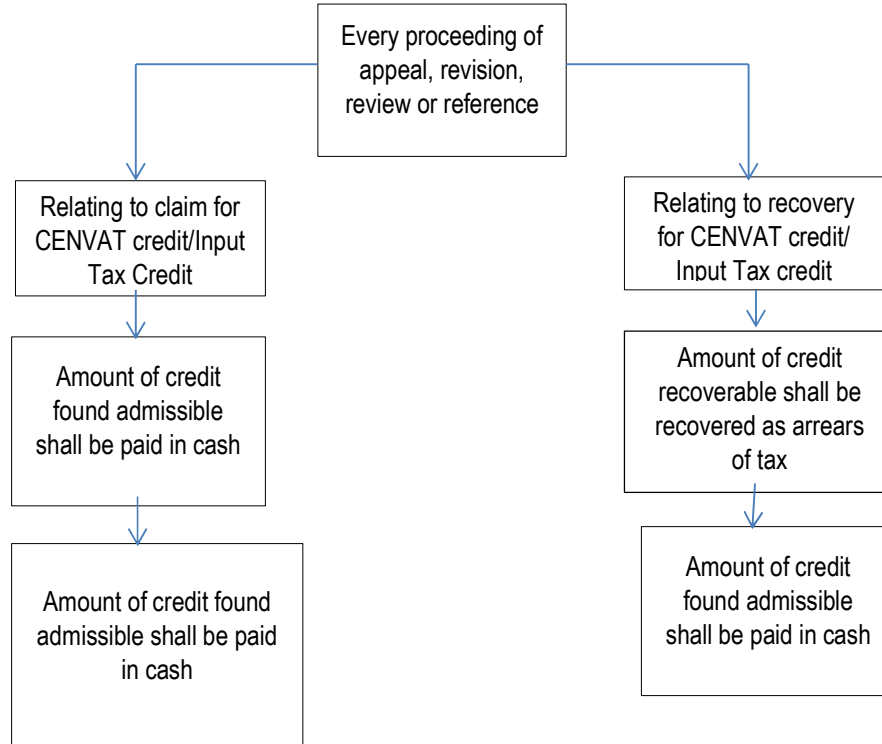 Every proceeding of
appeal, revision,
review or reference
Relating to claim for
CENVAT credit/Input
Tax Credit
Relating to recovery
for CENVAT credit/
Input Tax credit
Amount of credit
found admissible
shall be paid in cash
Amount of credit
recoverable shall be
recovered as arrears
of tax
Amount of credit found
admissible shall be paid
in cash
Amount of credit
found admissible
shall be paid in cash